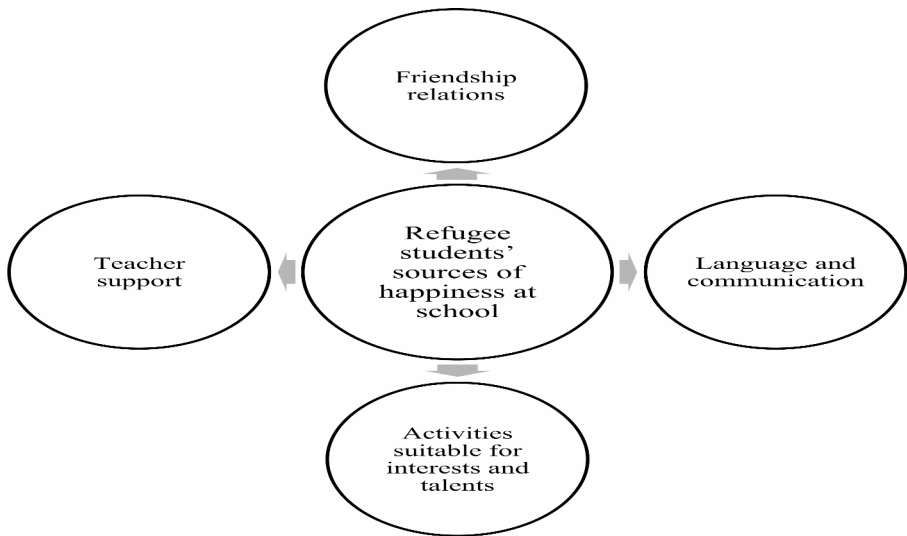 Friendship
relations
Teacher
support
Refugee
students’
sources of
happiness at
school
Language and
communication
Activities
suitable for
interests and
talents